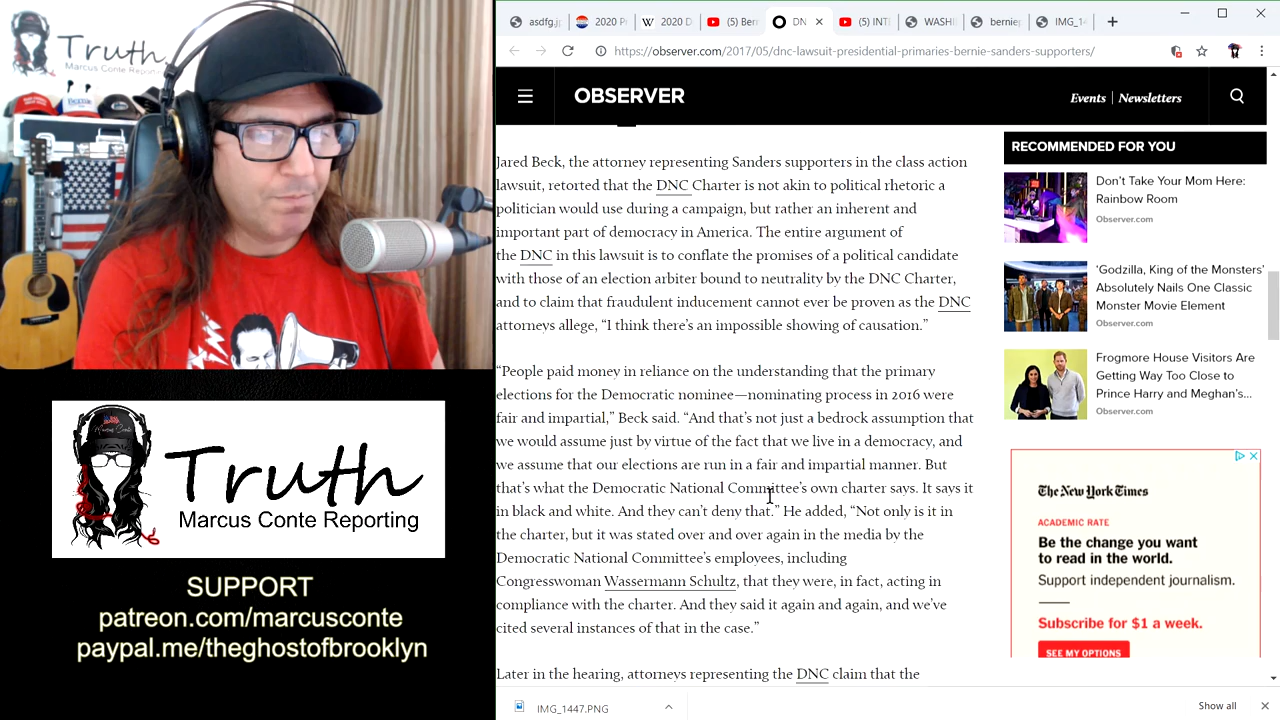 Truth
Marcus Conte Reporting
Truth
Marcus Conte Reporting
SUPPORT
patreon.com/marcusconte
paypal.me/theghostofbrooklyn
asdfg.j
2020 P
2020 D
(5) Ber
DN
(5) INT
WASH
bernie
IMG_1
https://observer.com/2017/05/dnc-lawsuit-presidential-primaries-bernie-sanders-supporters/
OBSERVER
Events | Newsletters
Jared Beck, the attorney representing Sanders supporters in the class action
lawsuit, retorted that the DNC Charter is not akin to political rhetoric a
politician would use during a campaign, but rather an inherent and
important part of democracy in America. The entire argument of
the DNC in this lawsuit is to conflate the promises of a political candidate
with those of an election arbiter bound to neutrality by the DNC Charter,
and to claim that fraudulent inducement cannot ever be proven as the DNC
attorneys allege, “I think there’s an impossible showing of causation.”
“People paid money in reliance on the understanding that the primary
elections for the Democratic nominee—nominating process in 2016 were
fair and impartial,” Beck said. “And that’s not just a bedrock assumption that
we would assume just by virtue of the fact that we live in a democracy, and
we assume that our elections are run in a fair and impartial manner. But
that’s what the Democratic National Committee’s own charter says. It says it
in black and white. And they can’t deny that.” He added, “Not only is it in
the charter, but it was stated over and over again in the media by the
Democratic National Committee’s employees, including
Congresswoman Wassermann Schultz, that they were, in fact, acting in
compliance with the charter. And they said it again and again, and we’ve
cited several instances of that in the case.”
Later in the hearing, attorneys representing the DNC claim that the
RECOMMENDED FOR YOU
Don’t Take Your Mom Here:
Rainbow Room
Observer.com
‘Godzilla, King of the Monsters’
Absolutely Nails One Classic
Monster Movie Element
Observer.com
Frogmore House Visitors Are
Getting Way Too Close to
Prince Harry and Meghan’s...
Observer.com
The New York Times
ACADEMIC RATE
Be the change you want
to read in the world.
Support independent journalism.
Subscribe for $1 a week.
SEE MY OPTIONS
IMG_1447.PNG
Show all